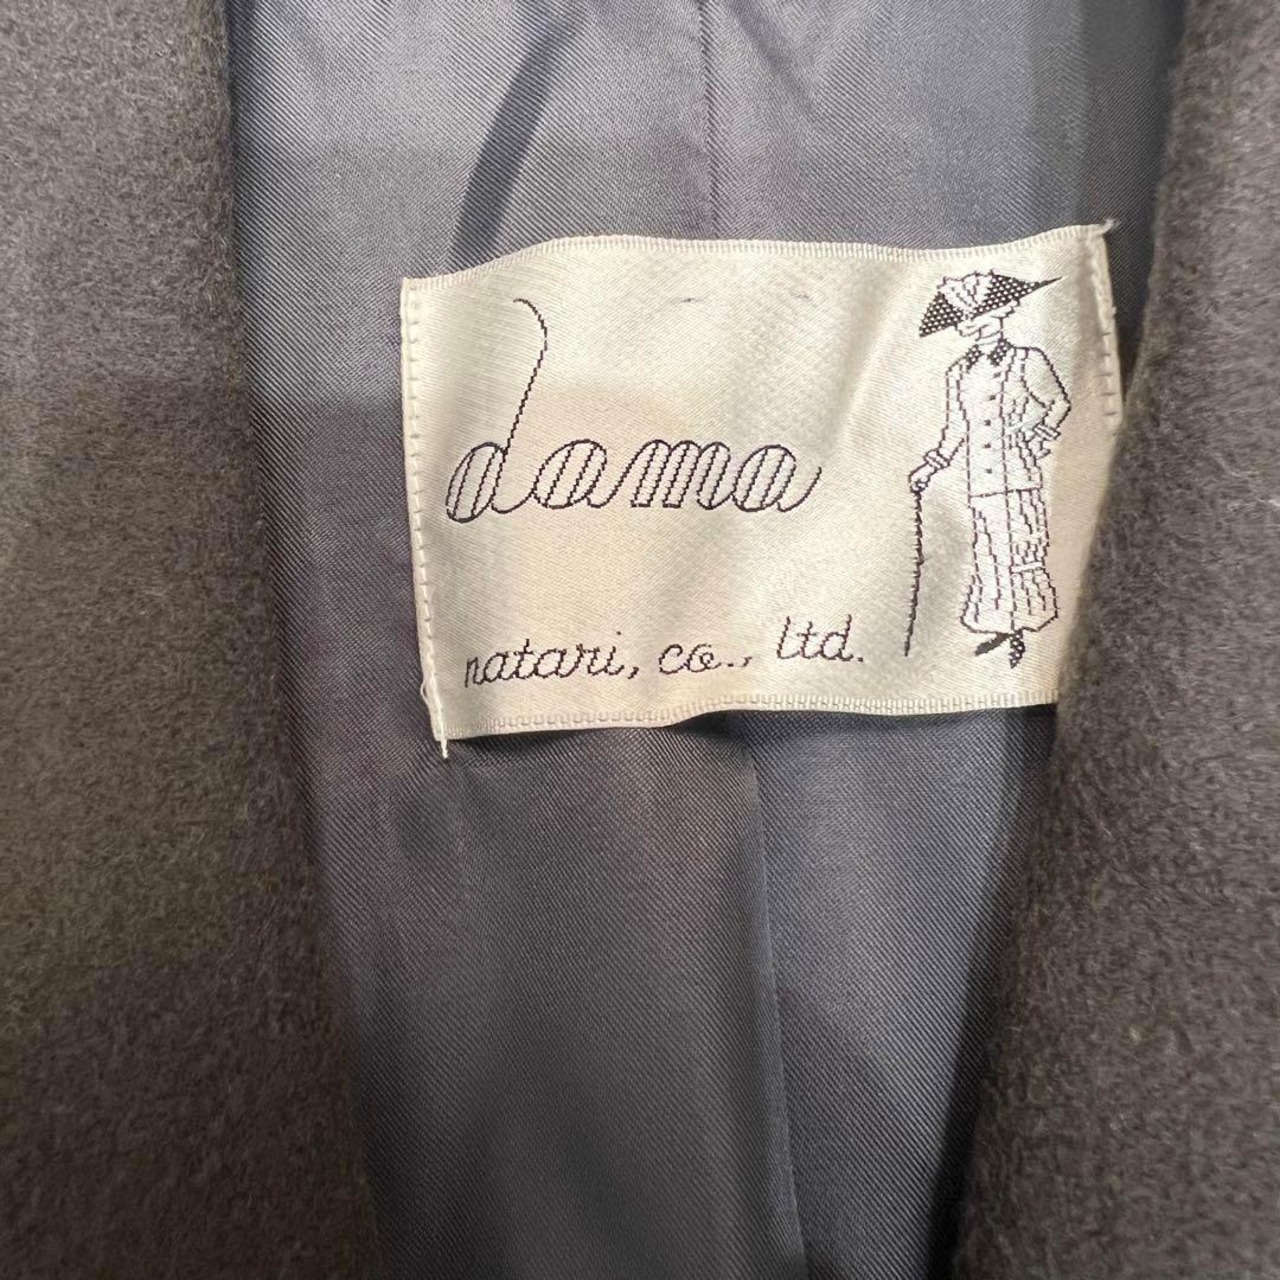 dama
natari, co., ltd.